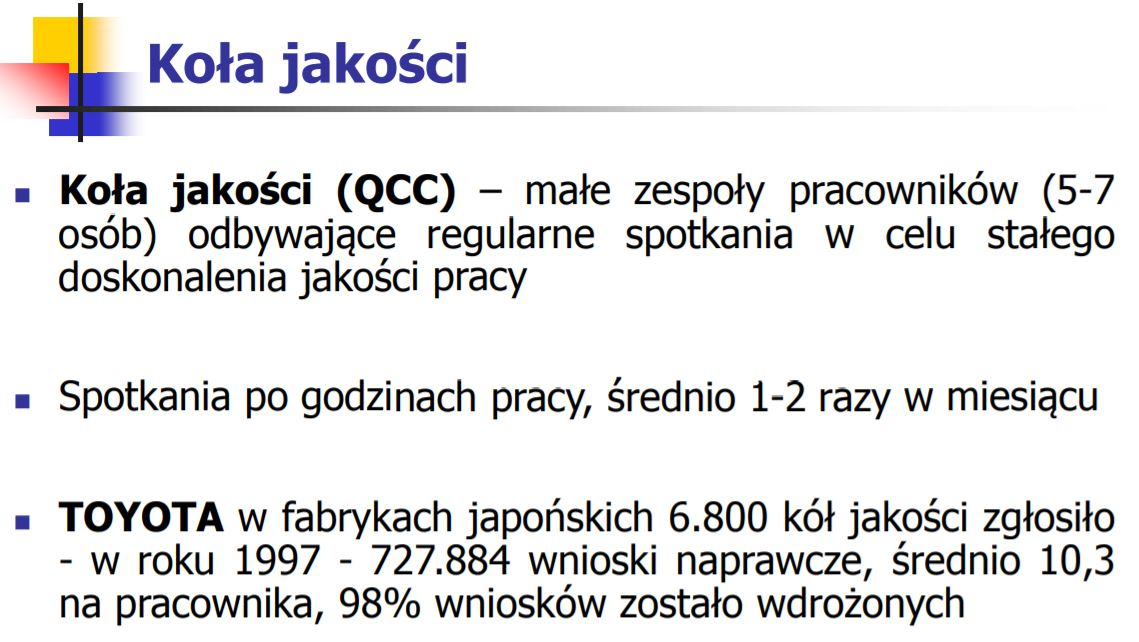 Koła jakości
Koła jakości (QCC) – małe zespoły pracowników (5-7
osób) odbywające regularne spotkania w celu stałego
doskonalenia jakości pracy
Spotkania po godzinach pracy, średnio 1-2 razy w miesiącu
TOYOTA w fabrykach japońskich 6.800 kół jakości zgłosiło
- w roku 1997 - 727.884 wnioski naprawcze, średnio 10,3
na pracownika, 98% wniosków zostało wdrożonych